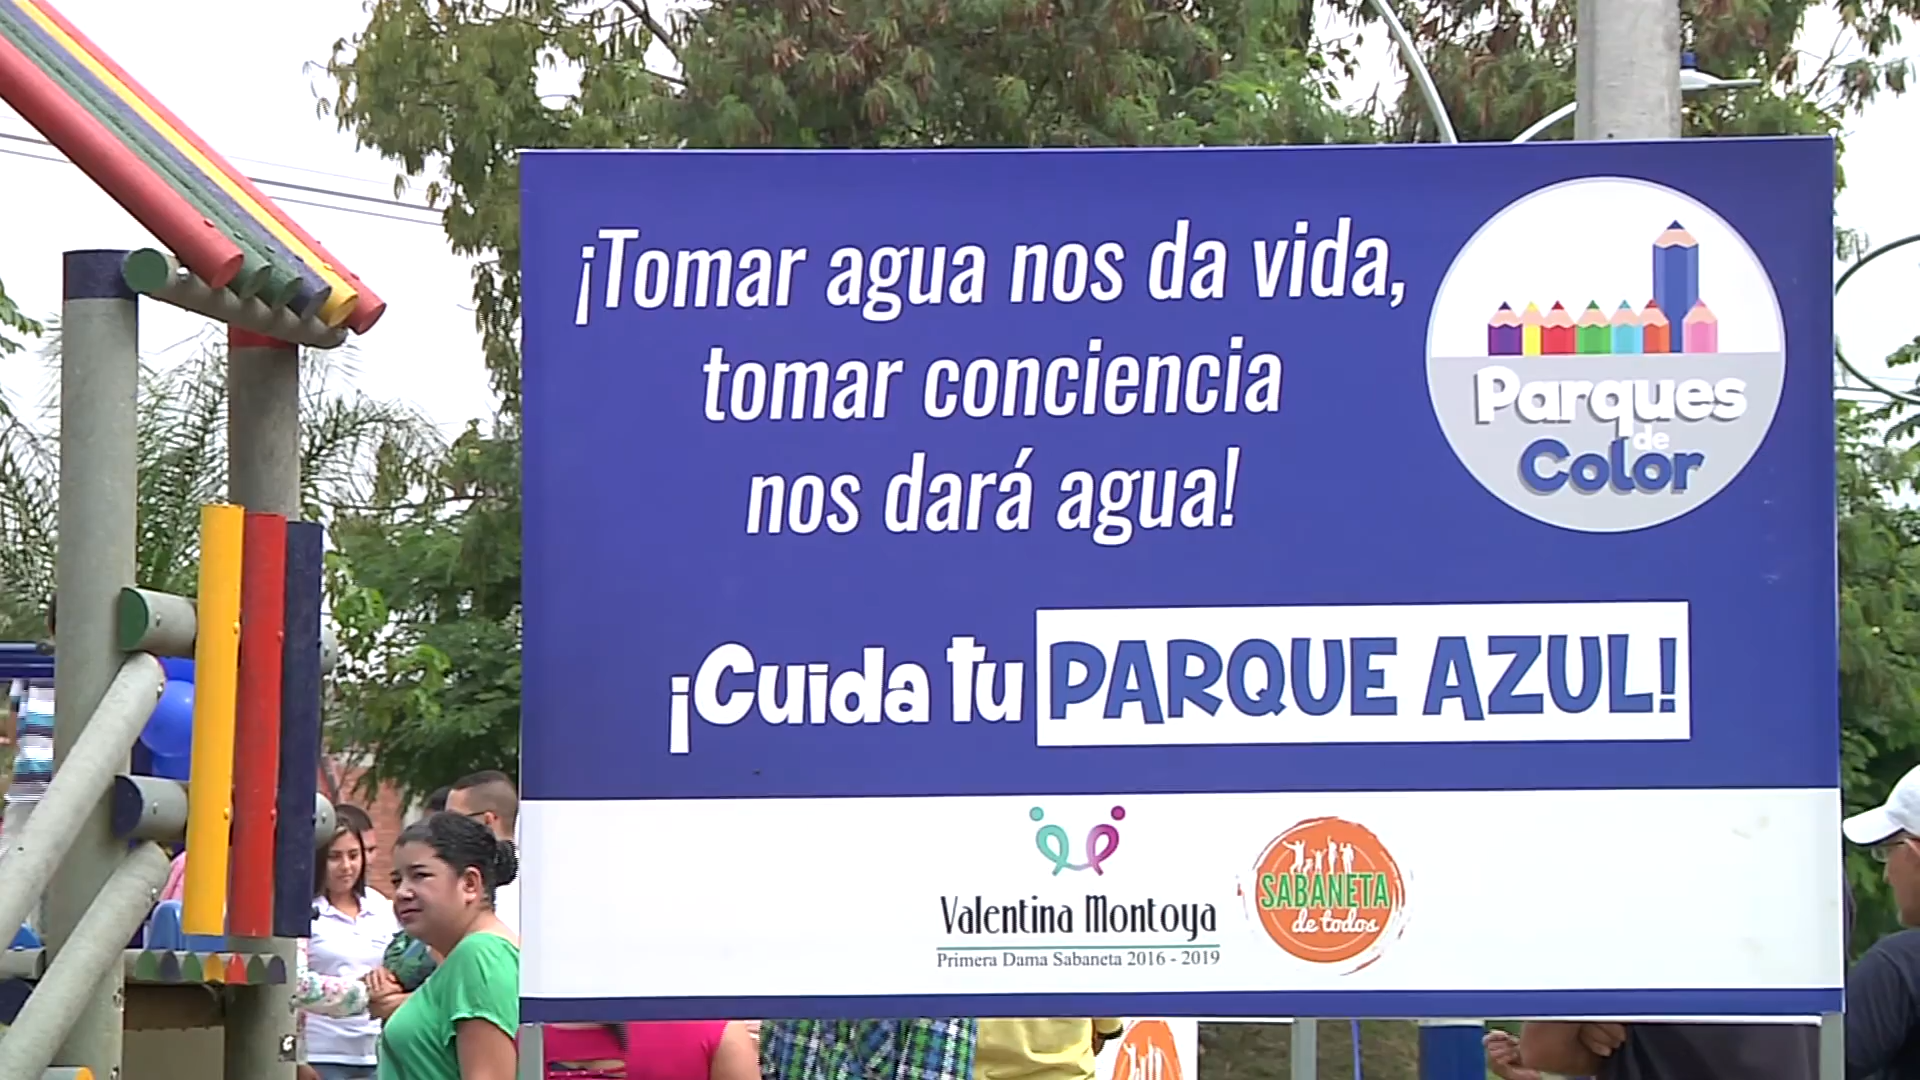 ¡Tomar agua nos da vida,
tomar conciencia
nos dará agua!
Parques
de
Color
¡Cuida tu PARQUE AZUL!
Valentina Montoya
Primera Dama Sabaneta 2016 - 2019
SABANETA
de todos
SABANETA